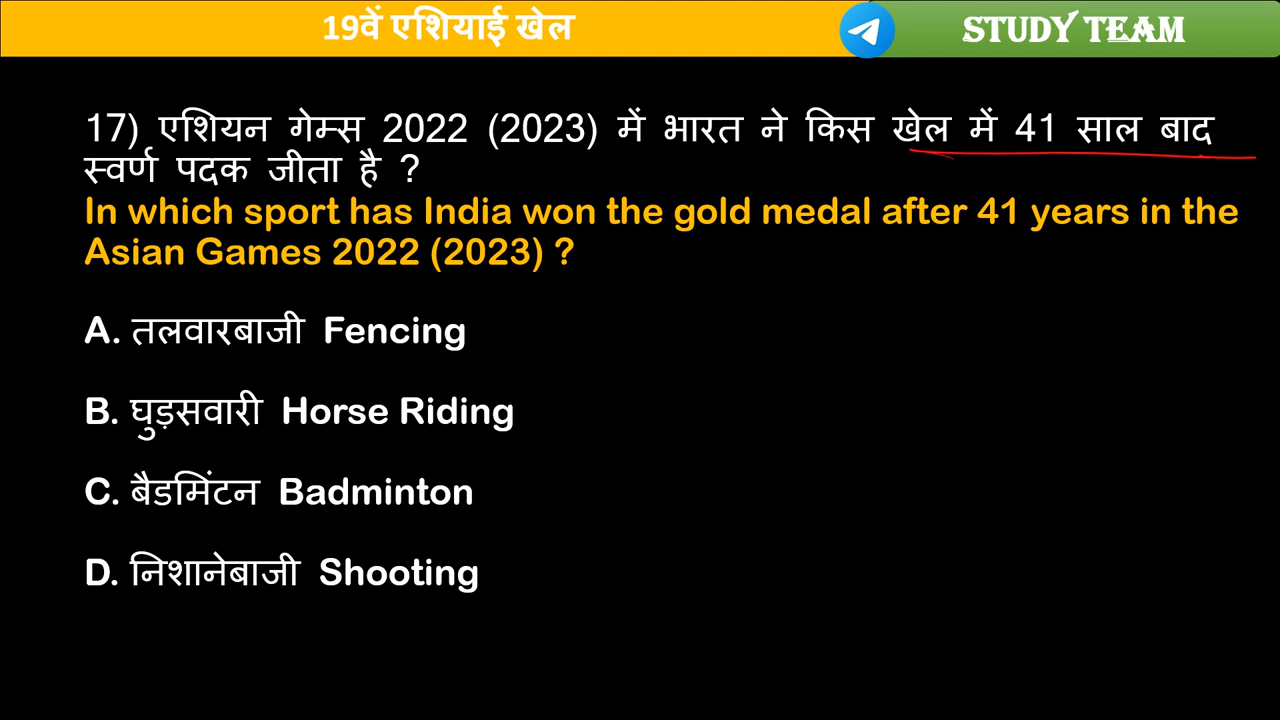 19वें एशियाई खेल
STUDY TEAM
17) एशियन गेम्स 2022 (2023) में भारत ने किस खेल में 41 साल बाद
स्वर्ण पदक जीता है ?
In which sport has India won the gold medal after 41 years in the
Asian Games 2022 (2023) ?
A. तलवारबाजी Fencing
B. घुड़सवारी Horse Riding
C. बैडमिंटन Badminton
D. निशानेबाजी Shooting